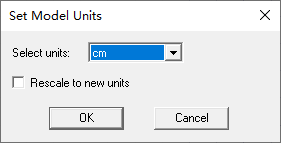 Set Model Units
Select units: cm
Rescale to new units
OK Cancel